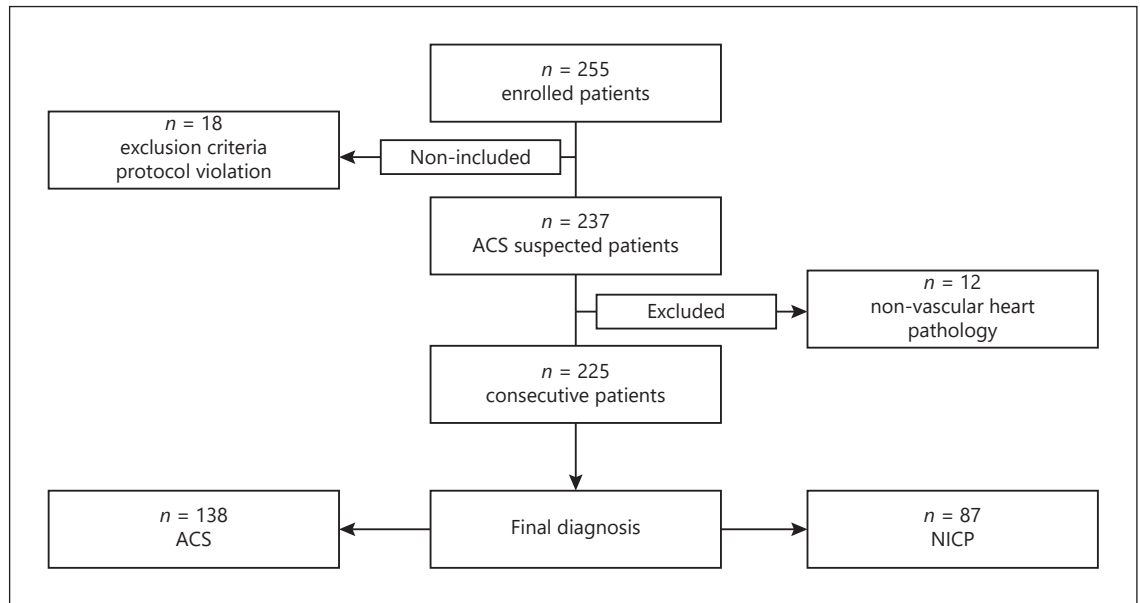 n = 255
enrolled patients
n = 18
exclusion criteria
protocol violation
Non-included
n = 237
ACS suspected patients
Excluded
n = 12
non-vascular heart
pathology
n = 225
consecutive patients
n = 138
ACS
Final diagnosis
n = 87
NICP